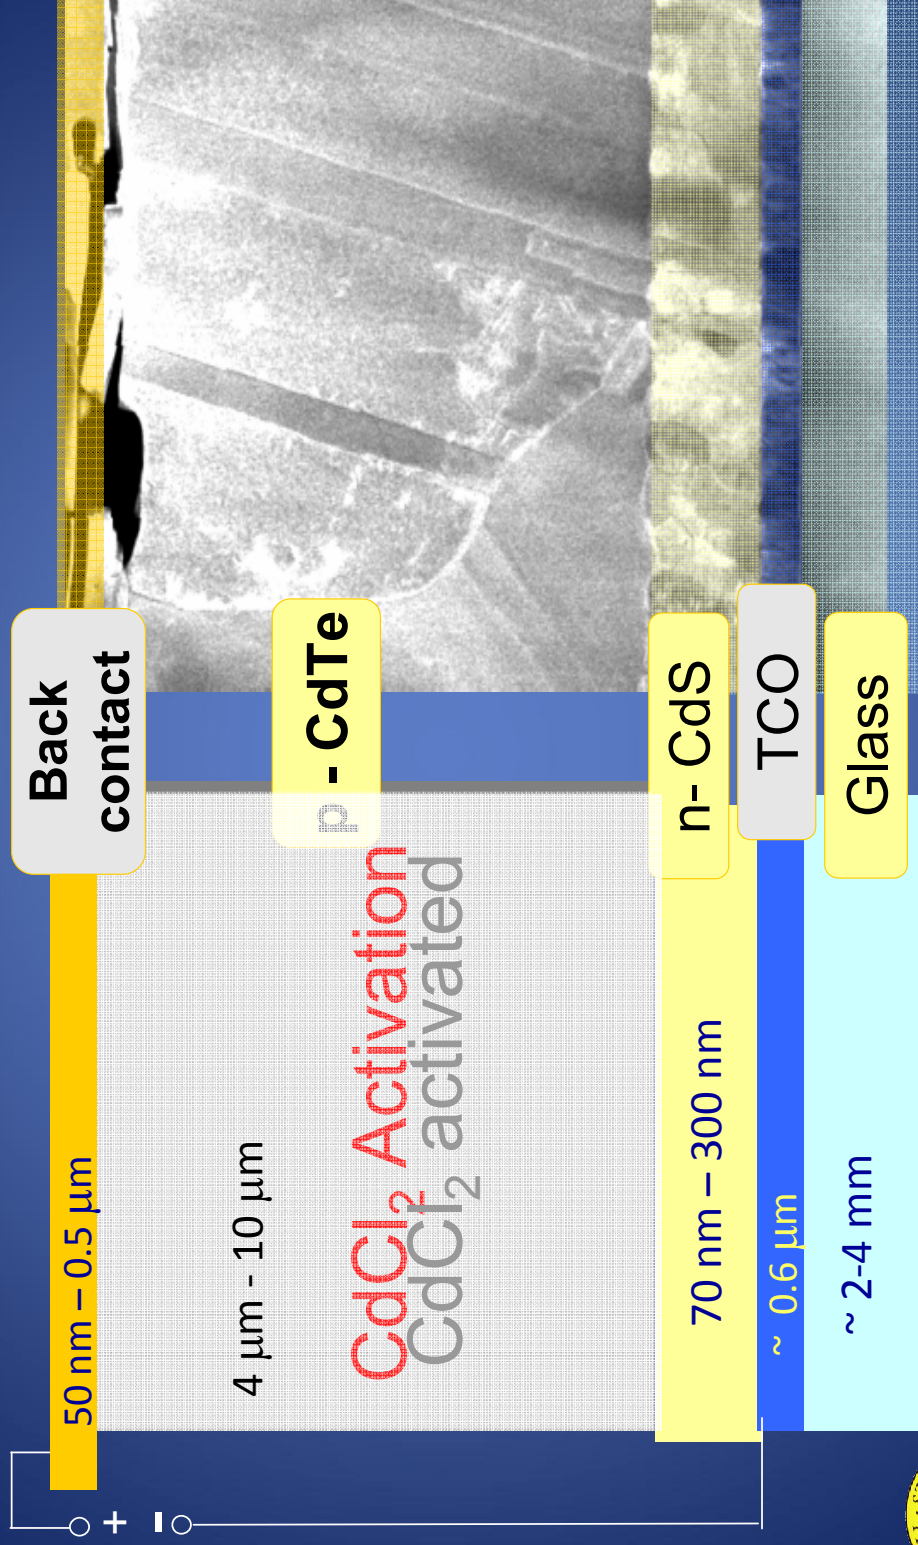 Back
contact
p - CdTe
n- CdS
TCO
Glass
50 nm – 0.5 µm
4 µm - 10 µm
CdCl₂ Activation
CdCl₂ activated
70 nm – 300 nm
~ 0.6 µm
~ 2-4 mm
+
-